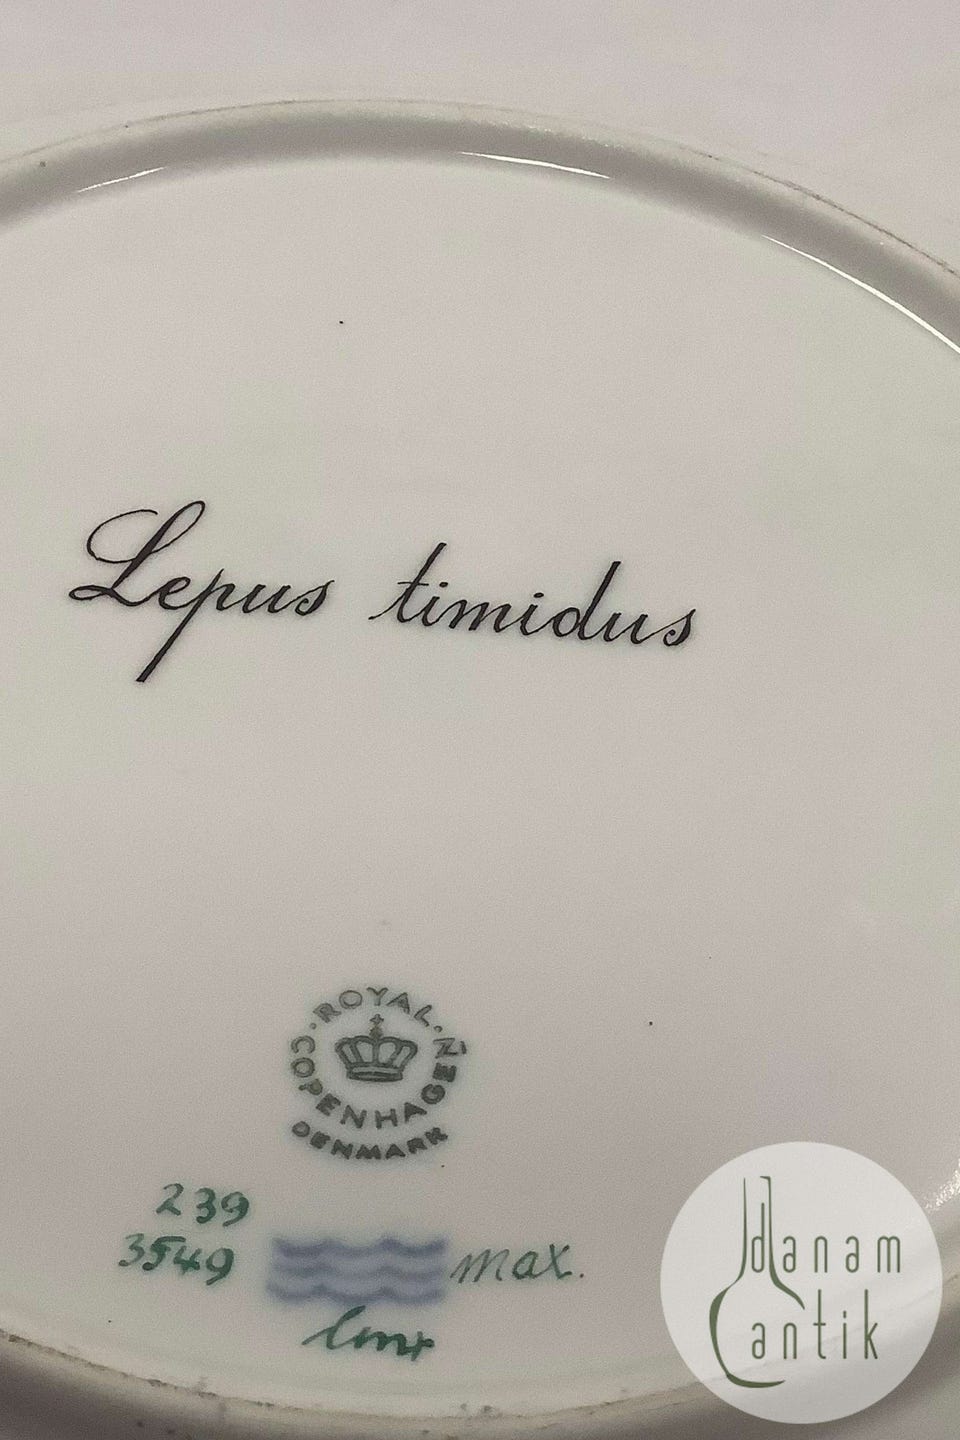 Lepus timidus
ROYAL
COPENHAGEN
DENMARK
239
3549
max.
danam
antik